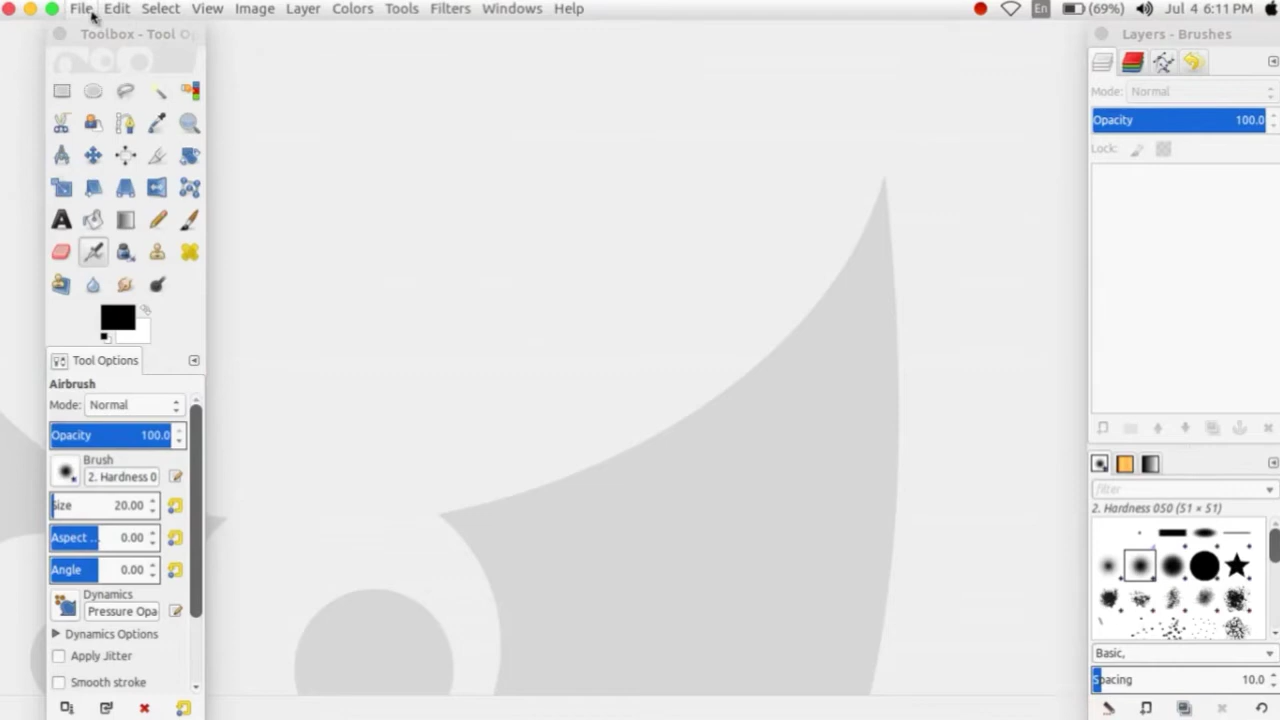 File Edit Select View Image Layer Colors Tools Filters Windows Help En (69%) Jul 4 6:11 PM
Toolbox - Tool Op
Layers - Brushes
Mode: Normal
Opacity 100.0
Lock:
Tool Options
Airbrush
Mode: Normal
Opacity 100.0
Brush
2. Hardness 0
Size 20.00
Aspect ... 0.00
Angle 0.00
Dynamics
Pressure Opa
Dynamics Options
Apply Jitter
Smooth stroke
filter
2. Hardness 050 (51 × 51)
Basic,
Spacing 10.0